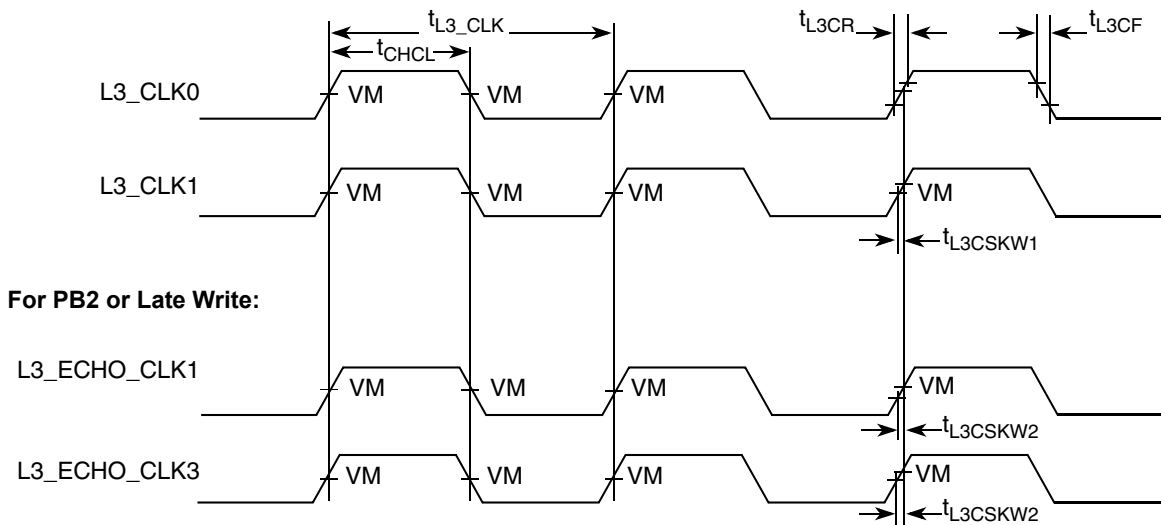 tL3_CLK
tL3CR
tL3CF
tCHCL
L3_CLK0 VM VM VM
L3_CLK1 VM VM VM VM
tL3CSKW1
For PB2 or Late Write:
L3_ECHO_CLK1 VM VM VM VM
tL3CSKW2
L3_ECHO_CLK3 VM VM VM VM
tL3CSKW2